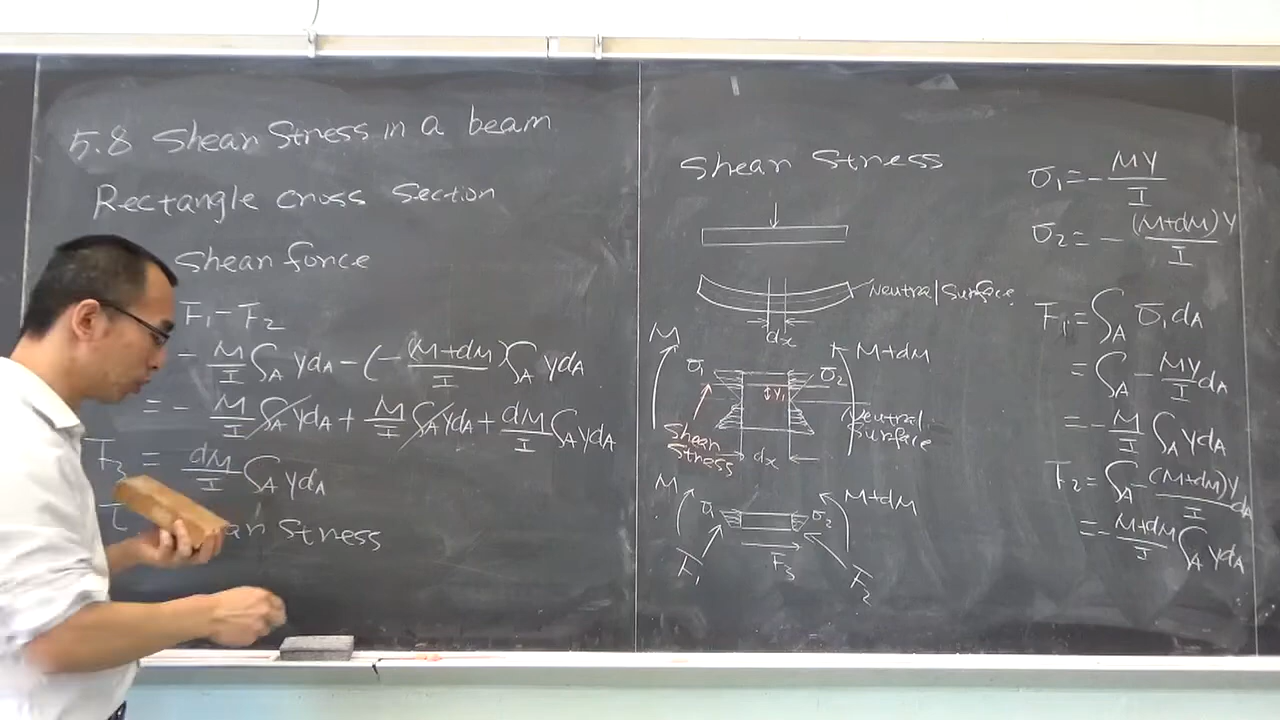 5.8 Shear Stress in a beam
Rectangle cross Section
Shear force
F₁ - F₂
- M/I ∫A ydA - (- (M+dM)/I) ∫A ydA
= - M/I ∫A ydA + M/I ∫A ydA + dM/I ∫A ydA
F₃ = dM/I ∫A ydA
τ
Stress
Shear Stress
Neutral Surface
dx
M
M+dM
σ₁
σ₂
y₁
Shear
Stress
Neutral
Surface
dx
M
M+dM
σ₁
σ₂
F₁
F₃
F₂
σ₁ = - MY/I
σ₂ = - (M+dM)Y/I
F₁ = ∫A σ₁dA
= ∫A - MY/I dA
= - M/I ∫A ydA
F₂ = ∫A - (M+dM)y/I dA
= - M+dM/I ∫A ydA